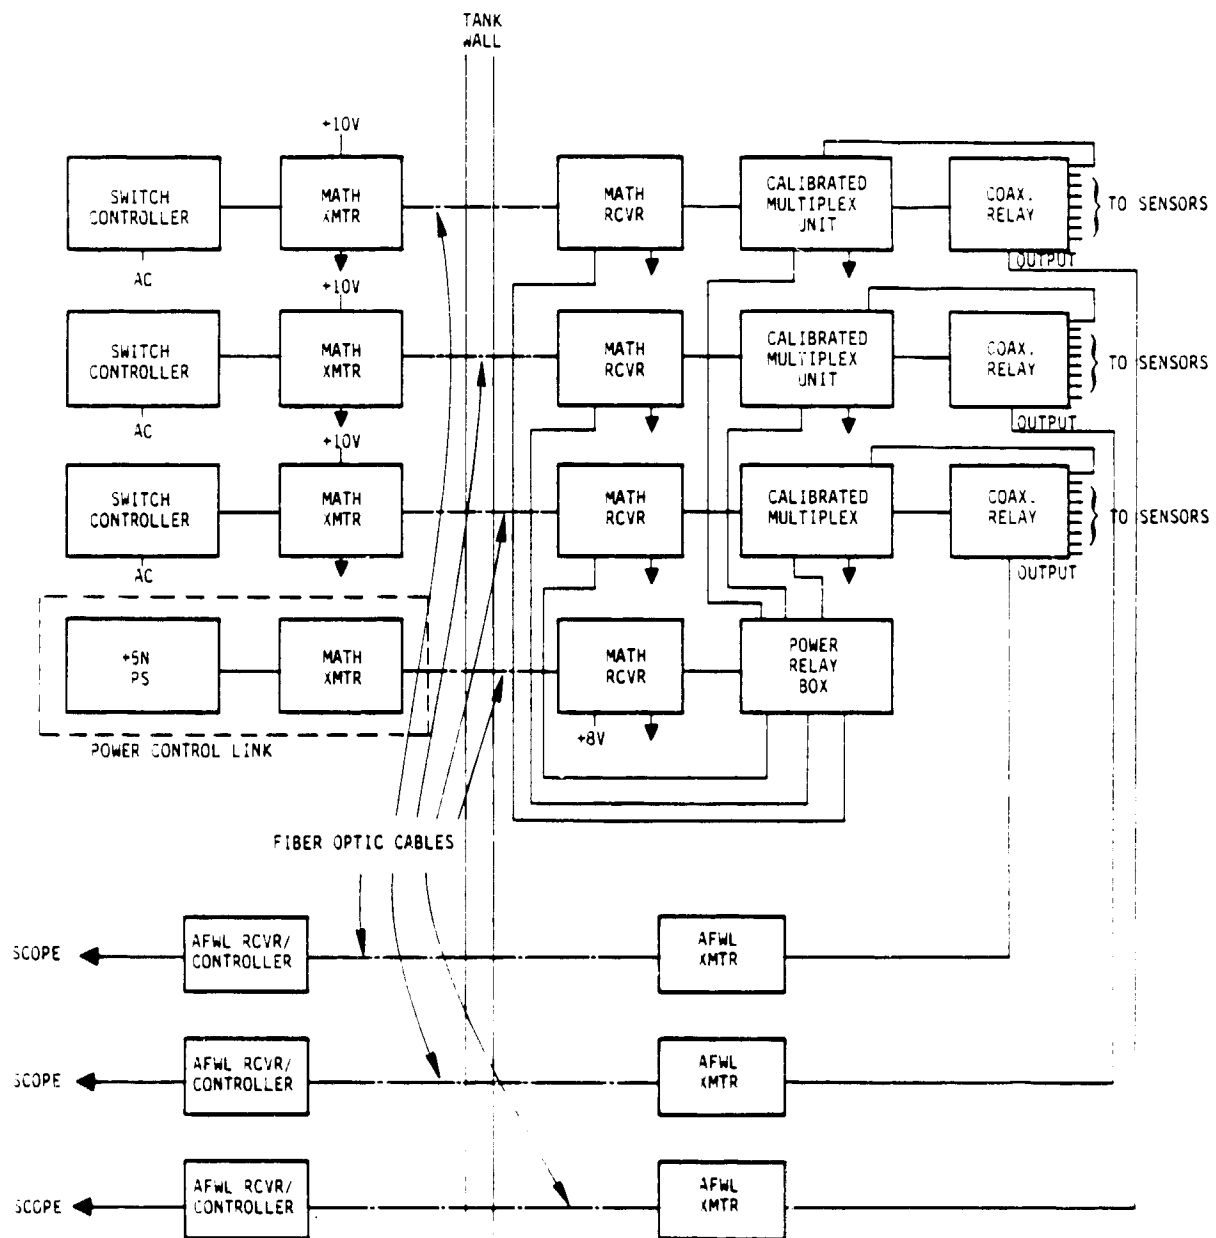 TANK
WALL
+10V
SWITCH
CONTROLLER
MATH
XMTR
MATH
RCVR
CALIBRATED
MULTIPLEX
UNIT
COAX.
RELAY
TO SENSORS
OUTPUT
AC
+10V
SWITCH
CONTROLLER
MATH
XMTR
MATH
RCVR
CALIBRATED
MULTIPLEX
UNIT
COAX.
RELAY
TO SENSORS
OUTPUT
AC
+10V
SWITCH
CONTROLLER
MATH
XMTR
MATH
RCVR
CALIBRATED
MULTIPLEX
COAX.
RELAY
TO SENSORS
OUTPUT
AC
+5N
PS
MATH
XMTR
MATH
RCVR
POWER
RELAY
BOX
+8V
POWER CONTROL LINK
FIBER OPTIC CABLES
SCOPE
AFWL RCVR/
CONTROLLER
AFWL
XMTR
SCOPE
AFWL RCVR/
CONTROLLER
AFWL
XMTR
SCOPE
AFWL RCVR/
CONTROLLER
AFWL
XMTR